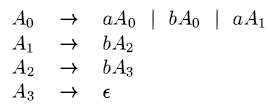 A₀ → aA₀ | bA₀ | aA₁
A₁ → bA₂
A₂ → bA₃
A₃ → ϵ